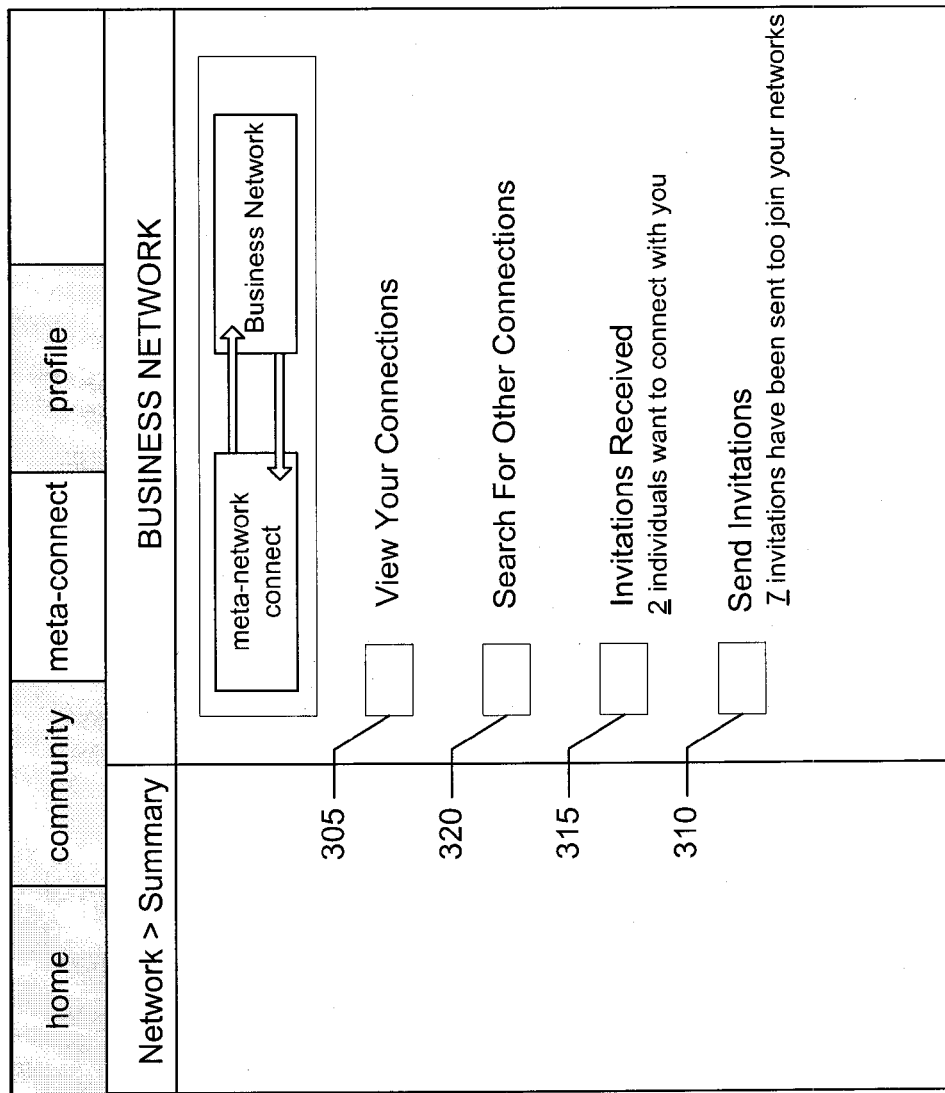 home community meta-connect profile
Network > Summary BUSINESS NETWORK
meta-network
connect
Business Network
305 View Your Connections
320 Search For Other Connections
315 Invitations Received
2 individuals want to connect with you
310 Send Invitations
7 invitations have been sent too join your networks